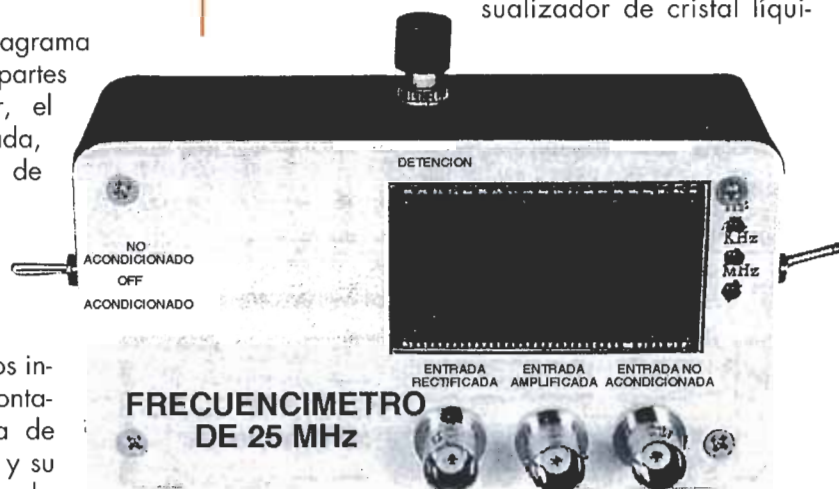 sualizador de cristal líqui-
agrama
partes
r, el
da,
de
DETENCION
KHz
MHz
NO
ACONDICIONADO
OFF
ACONDICIONADO
ENTRADA RECTIFICADA
ENTRADA AMPLIFICADA
ENTRADA NO ACONDICIONADA
os in-
onta-
a de
y su
FRECUENCIMETRO
DE 25 MHz